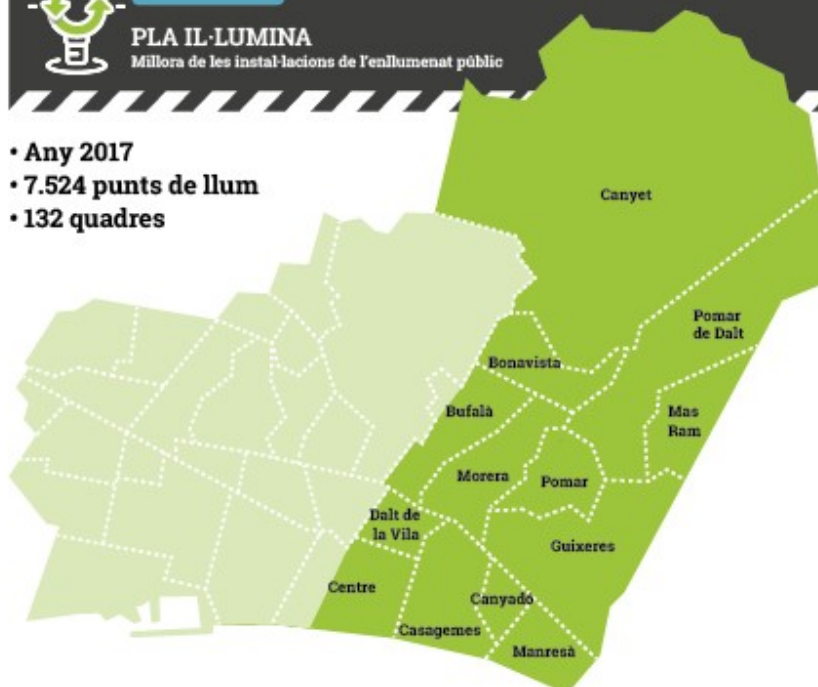 PLA IL·LUMINA
Millora de les instal·lacions de l'enllumenat públic
• Any 2017
• 7.524 punts de llum
• 132 quadres
Canyet
Pomar
de Dalt
Bonavista
Bufalà
Mas
Ram
Morera
Pomar
Dalt de
la Vila
Guixeres
Centre
Canyadó
Casagemes
Manresà